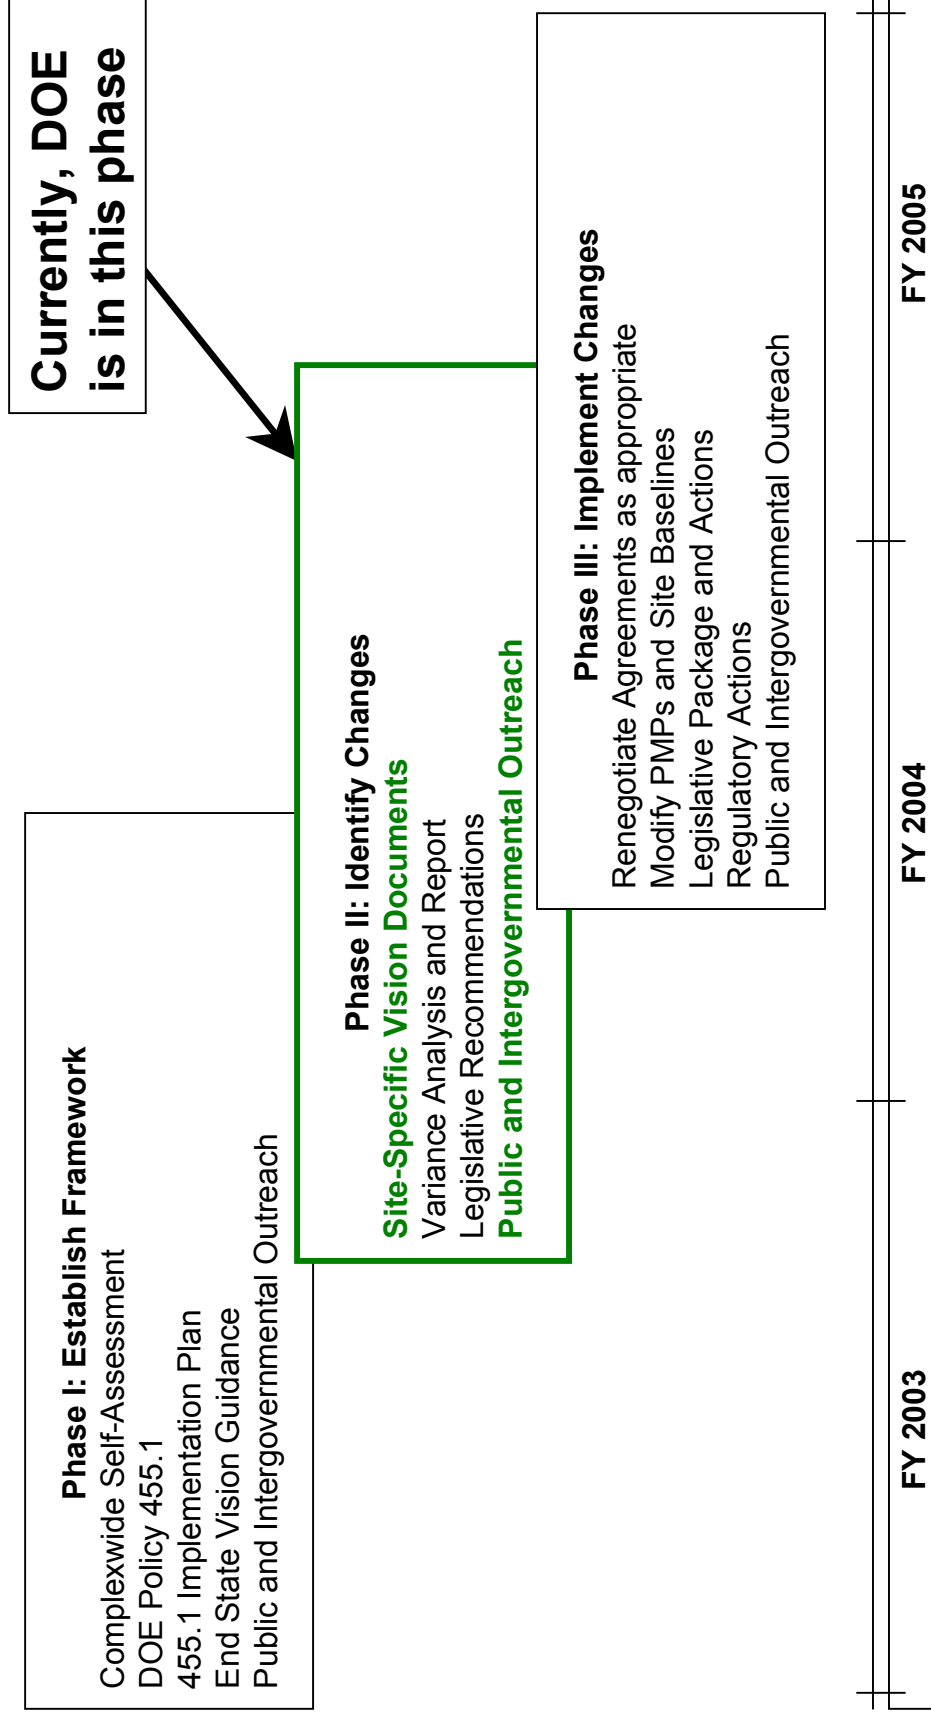 Currently, DOE
is in this phase
Phase I: Establish Framework
Complexwide Self-Assessment
DOE Policy 455.1
455.1 Implementation Plan
End State Vision Guidance
Public and Intergovernmental Outreach
Phase II: Identify Changes
Site-Specific Vision Documents
Variance Analysis and Report
Legislative Recommendations
Public and Intergovernmental Outreach
Phase III: Implement Changes
Renegotiate Agreements as appropriate
Modify PMPs and Site Baselines
Legislative Package and Actions
Regulatory Actions
Public and Intergovernmental Outreach
FY 2003
FY 2004
FY 2005